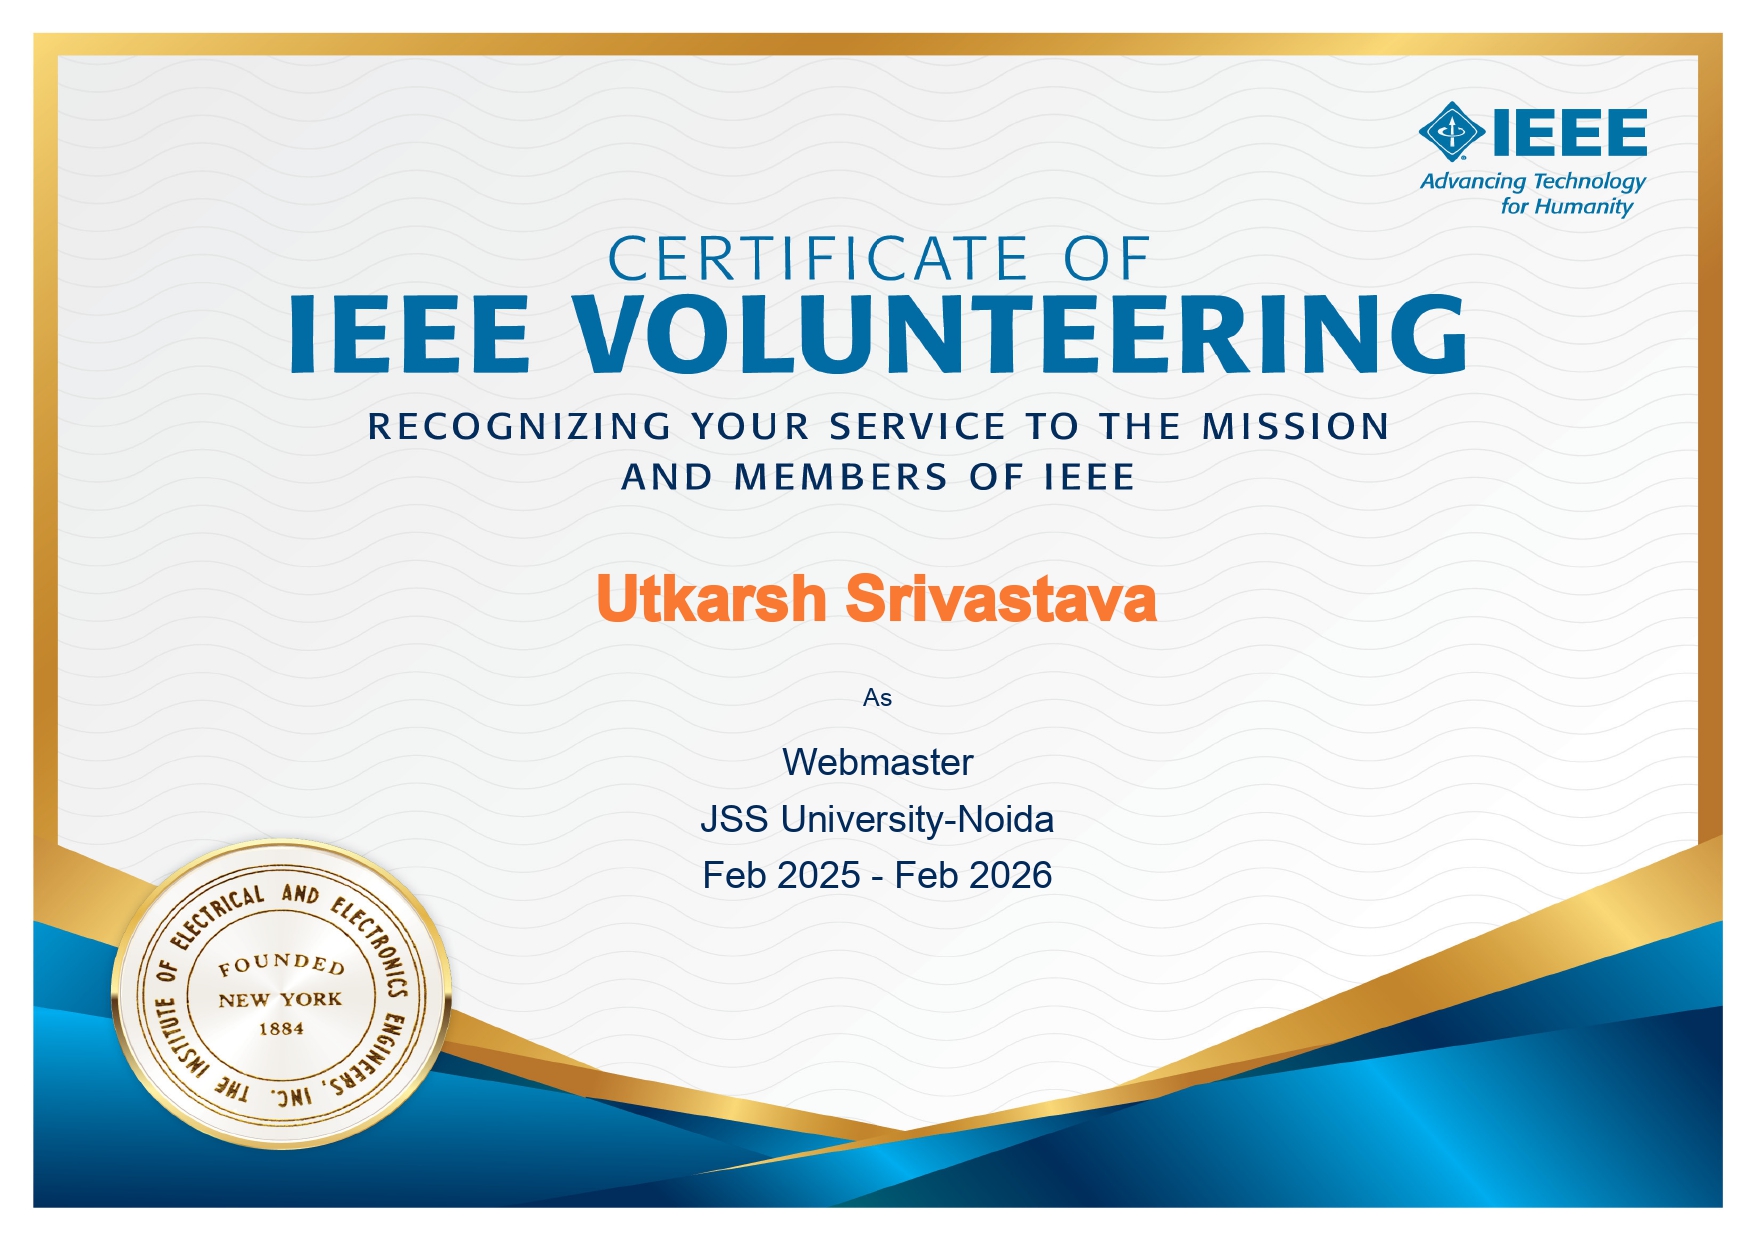 IEEE
Advancing Technology
for Humanity
CERTIFICATE OF
IEEE VOLUNTEERING
RECOGNIZING YOUR SERVICE TO THE MISSION
AND MEMBERS OF IEEE
Utkarsh Srivastava
As
Webmaster
JSS University-Noida
Feb 2025 - Feb 2026
THE INSTITUTE OF ELECTRICAL AND ELECTRONICS ENGINEERS, INC.
FOUNDED
NEW YORK
1884